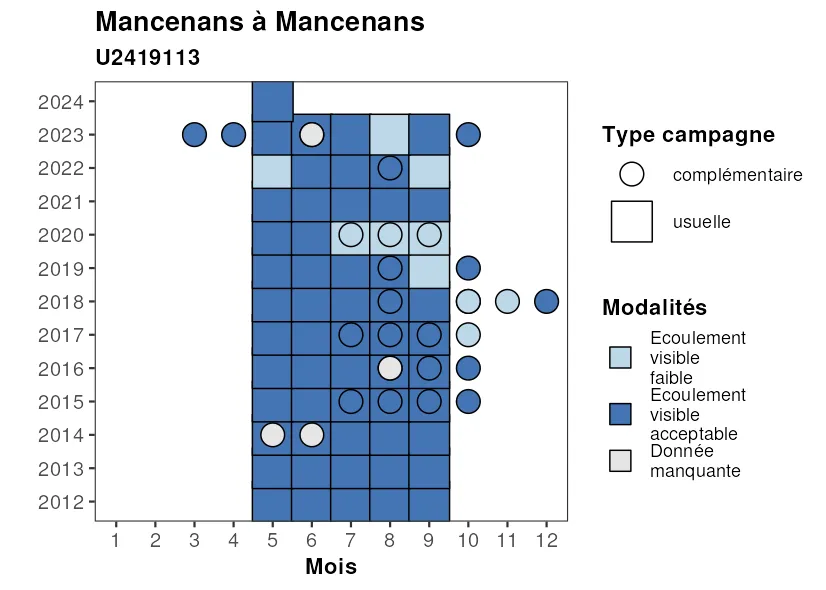 Mancenans à Mancenans
U2419113
2024
2023
2022
2021
2020
2019
2018
2017
2016
2015
2014
2013
2012
1 2 3 4 5 6 7 8 9 10 11 12
Mois
Type campagne
complémentaire
usuelle
Modalités
Ecoulement
visible
faible
Ecoulement
visible
acceptable
Donnée
manquante